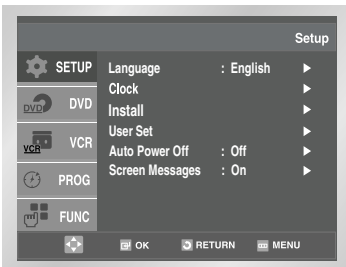 Setup
SETUP
Language : English ►
Clock ►
DVD DVD
Install ►
User Set ►
VCR VCR
Auto Power Off : Off ►
Screen Messages : On ►
PROG
FUNC
OK RETURN MENU